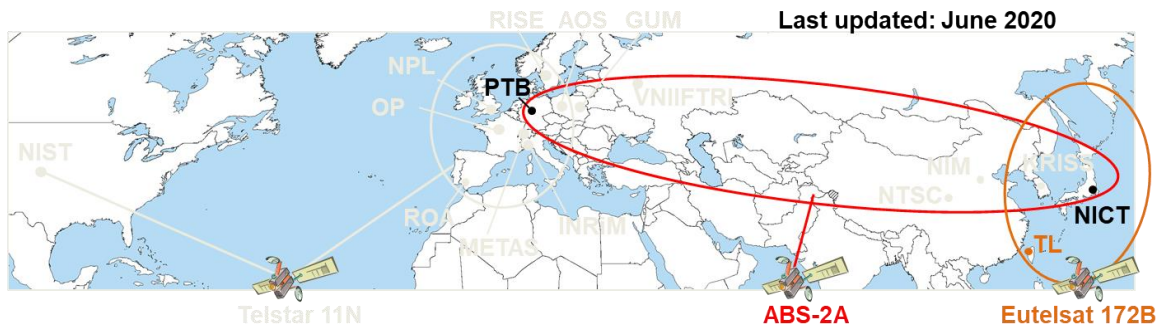 RISE AOS GUM
Last updated: June 2020
NPL
PTB
VNIIFTRI
OP
NIST
NIM
KRISS
NTSC
ROA
NICT
INRIM
METAS
TL
Telstar 11N
ABS-2A
Eutelsat 172B